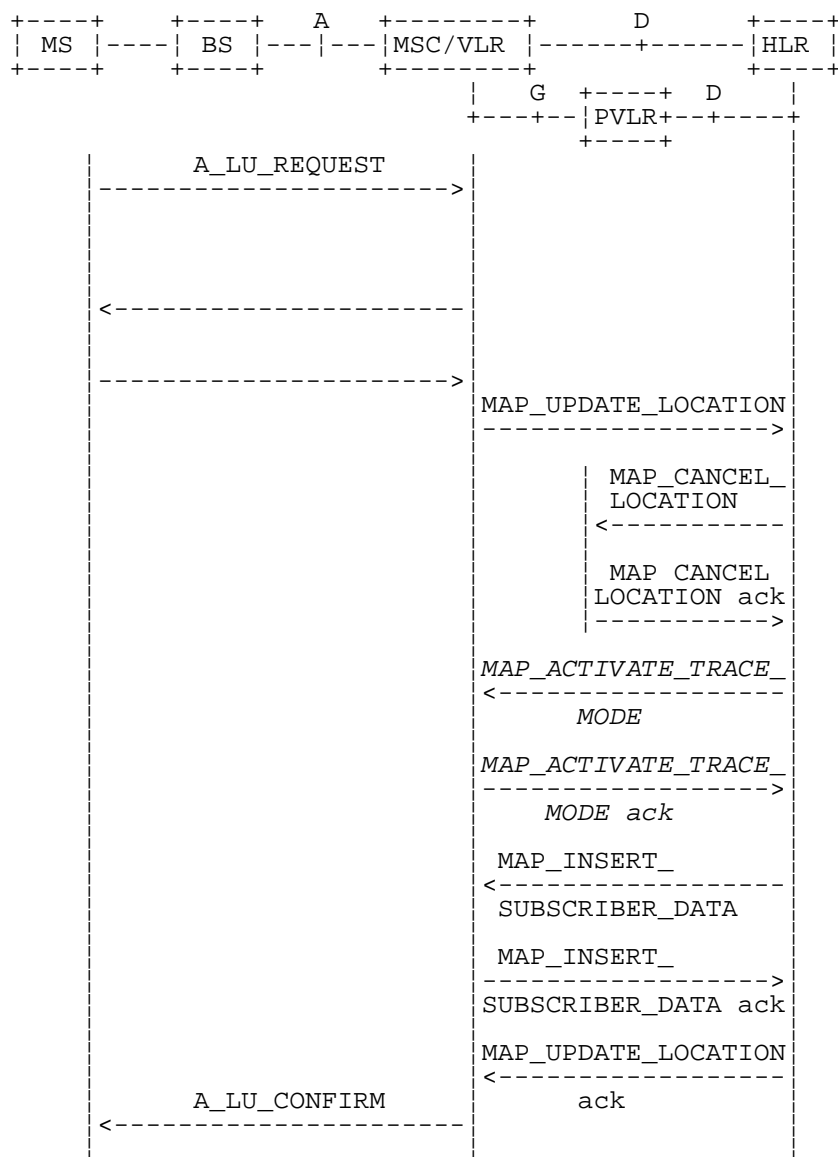 A D
MS BS MSC/VLR HLR
G D
PVLR
A_LU_REQUEST
MAP_UPDATE_LOCATION
MAP_CANCEL_
LOCATION
MAP CANCEL
LOCATION ack
MAP_ACTIVATE_TRACE_
MODE
MAP_ACTIVATE_TRACE_
MODE ack
MAP_INSERT_
SUBSCRIBER_DATA
MAP_INSERT_
SUBSCRIBER_DATA ack
MAP_UPDATE_LOCATION
A_LU_CONFIRM ack